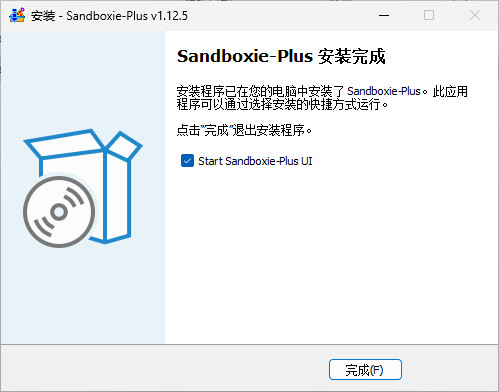 安装 - Sandboxie-Plus v1.12.5
Sandboxie-Plus 安装完成
安装程序已在您的电脑中安装了 Sandboxie-Plus。此应用
程序可以通过选择安装的快捷方式运行。
点击“完成”退出安装程序。
Start Sandboxie-Plus UI
完成(F)